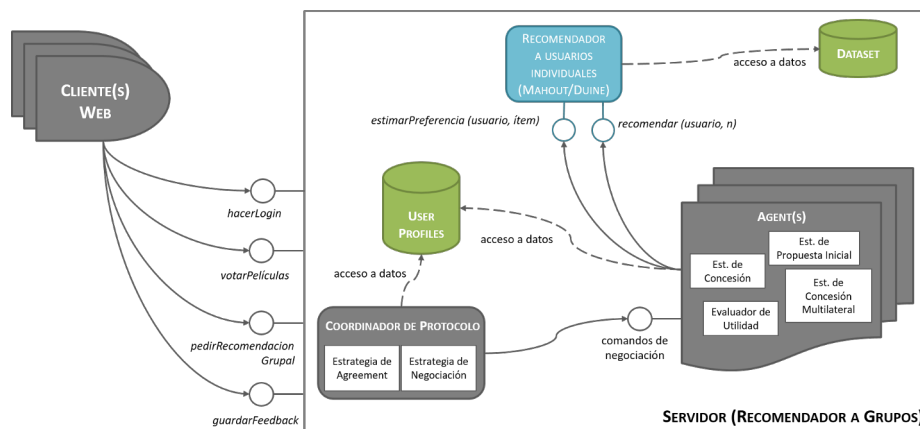 CLIENTE(S)
WEB
hacerLogin
votarPelículas
pedirRecomendacion
Grupal
guardarFeedback
RECOMENDADOR
A USUARIOS
INDIVIDUALES
(MAHOUT/DUINE)
acceso a datos
DATASET
estimarPreferencia (usuario, ítem)
recomendar (usuario, n)
USER
PROFILES
acceso a datos
acceso a datos
AGENT(S)
Est. de
Propuesta Inicial
Est. de
Concesión
Est. de
Concesión
Multilateral
Evaluador de
Utilidad
COORDINADOR DE PROTOCOLO
Estrategia de
Agreement
Estrategia de
Negociación
comandos de
negociación
SERVIDOR (RECOMENDADOR A GRUPOS)